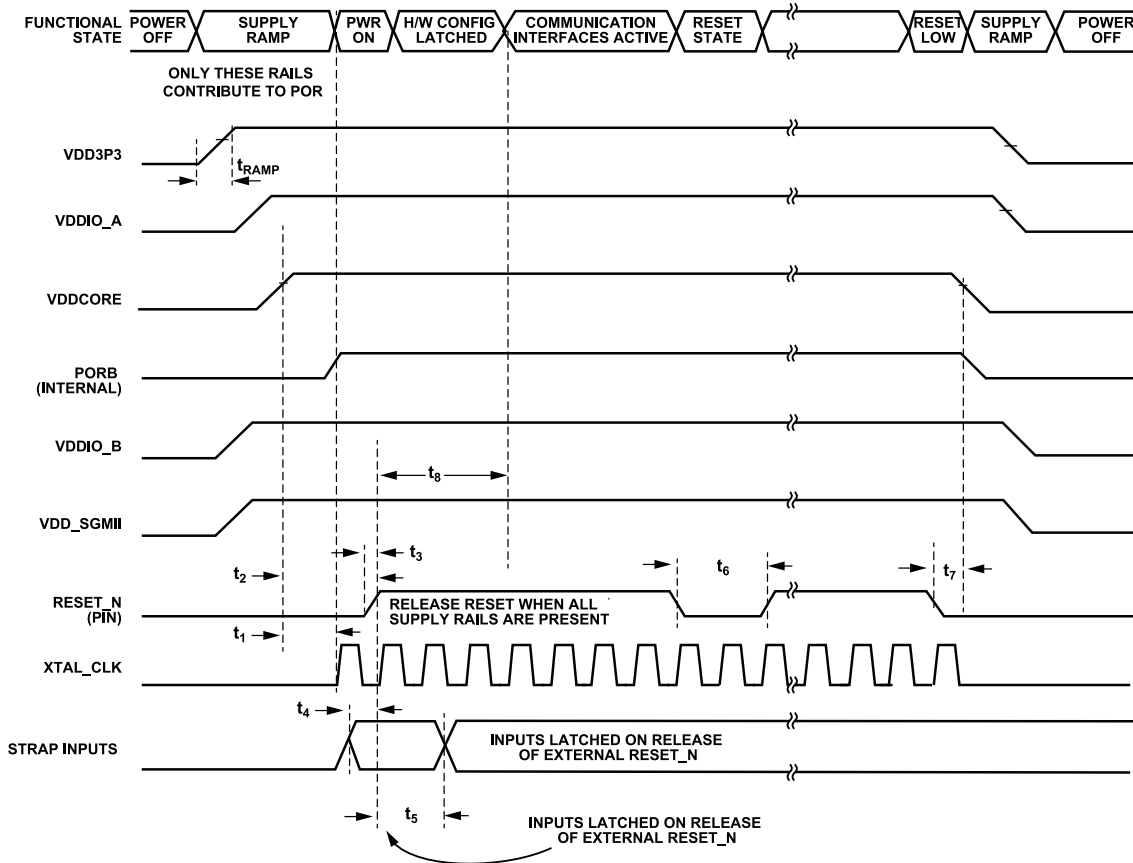 FUNCTIONAL
STATE
POWER
OFF
SUPPLY
RAMP
PWR
ON
H/W CONFIG
LATCHED
COMMUNICATION
INTERFACES ACTIVE
RESET
STATE
RESET
LOW
SUPPLY
RAMP
POWER
OFF
ONLY THESE RAILS
CONTRIBUTE TO POR
VDD3P3
tRAMP
VDDIO_A
VDDCORE
PORB
(INTERNAL)
VDDIO_B
t8
VDD_SGMII
t3
t2
t6
t7
RESET_N
(PIN)
RELEASE RESET WHEN ALL
SUPPLY RAILS ARE PRESENT
t1
XTAL_CLK
t4
STRAP INPUTS
INPUTS LATCHED ON RELEASE
OF EXTERNAL RESET_N
t5
INPUTS LATCHED ON RELEASE
OF EXTERNAL RESET_N